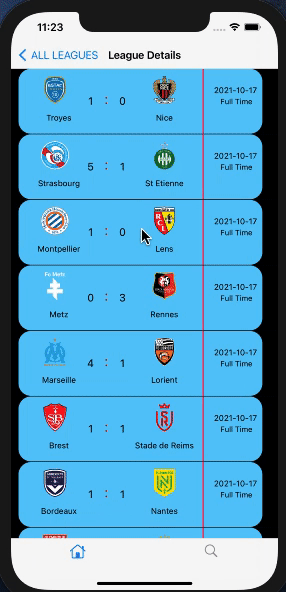 11:23
ALL LEAGUES League Details
Troyes 1 : 0 Nice
2021-10-17
Full Time
Strasbourg 5 : 1 St Etienne
2021-10-17
Full Time
Montpellier 1 : 0 Lens
2021-10-17
Full Time
Fc Metz
Metz 0 : 3 Rennes
2021-10-17
Full Time
Marseille 4 : 1 Lorient
2021-10-17
Full Time
Brest 1 : 1 Stade de Reims
2021-10-17
Full Time
Bordeaux 1 : 1 Nantes
2021-10-17
Full Time